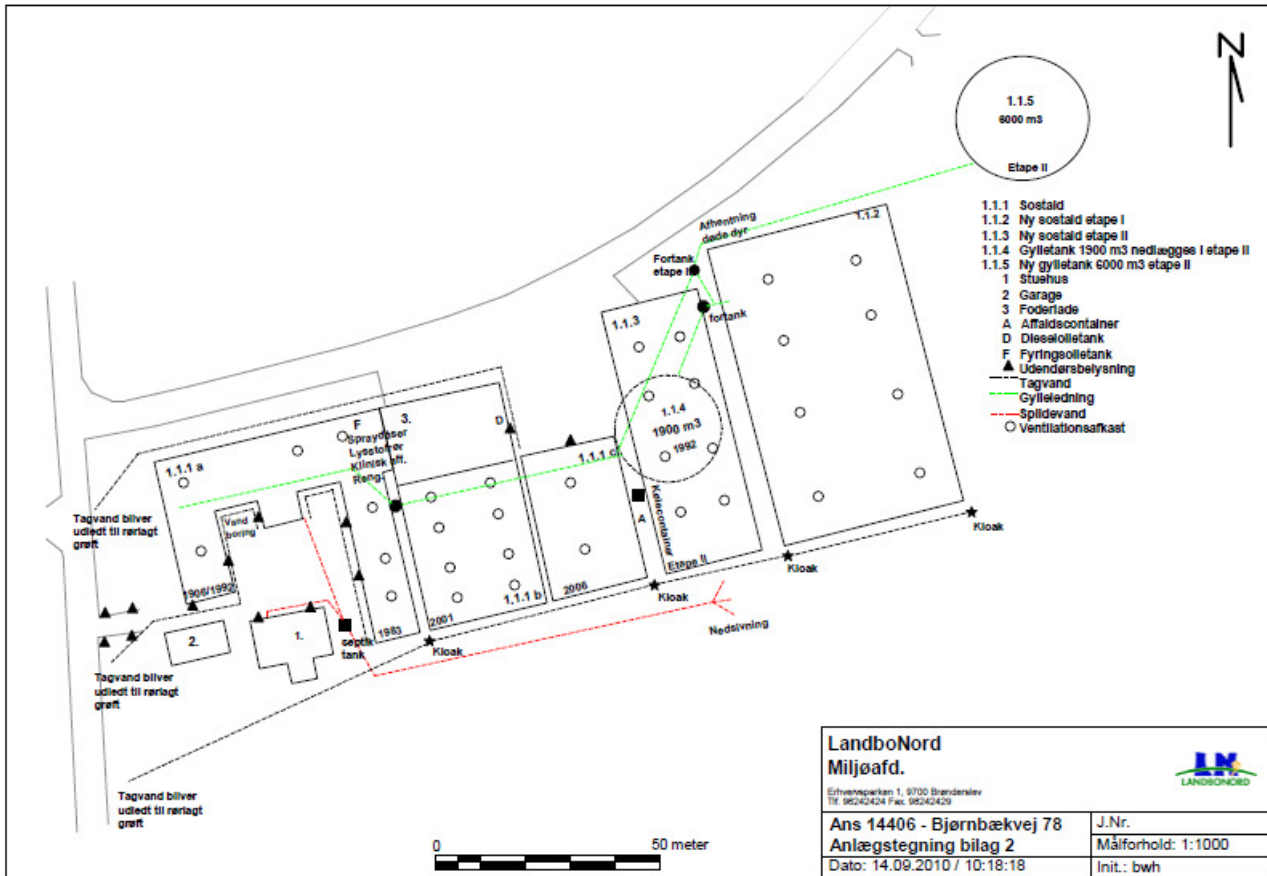 N
1.1.5
6000 m3
Etape II
1.1.1 Sostald
1.1.2 Ny sostald etape I
1.1.3 Ny sostald etape II
1.1.4 Gylletank 1900 m3 nedlægges i etape II
1.1.5 Ny gylletank 6000 m3 etape II
1 Stuehus
2 Garage
3 Foderlade
A Affaldscontainer
D Dieselolietank
F Fyringsolietank
Udendørsbelysning
Tagvand
Gylleledning
Spildevand
Ventilationsafkast
1.1.2
Afhentning
døde dyr
Fortank
etape II
fortank
1.1.3
1.1.4
1900 m3
1992
Kølecontainer
A
Etape II
Kloak
Kloak
Kloak
Kloak
3.
D
F
Spraydåser
Lysstofrør
Klinisk aff.
Reng.
1.1.1 a
1.1.1 c
1.1.1 b
Vand
boring
1906/1992
1983
2001
2006
2.
1.
septik
tank
Nedsivning
Tagvand bliver
udledt til rørlagt
grøft
Tagvand bliver
udledt til rørlagt
grøft
Tagvand bliver
udledt til rørlagt
grøft
0 50 meter
LandboNord
Miljøafd.
Erhvervsparken 1, 9700 Brønderslev
Tlf. 96242424 Fax. 98242429
LN
LANDBONORD
Ans 14406 - Bjørnbækvej 78
Anlægstegning bilag 2
Dato: 14.09.2010 / 10:18:18
J.Nr.
Målforhold: 1:1000
Init.: bwh